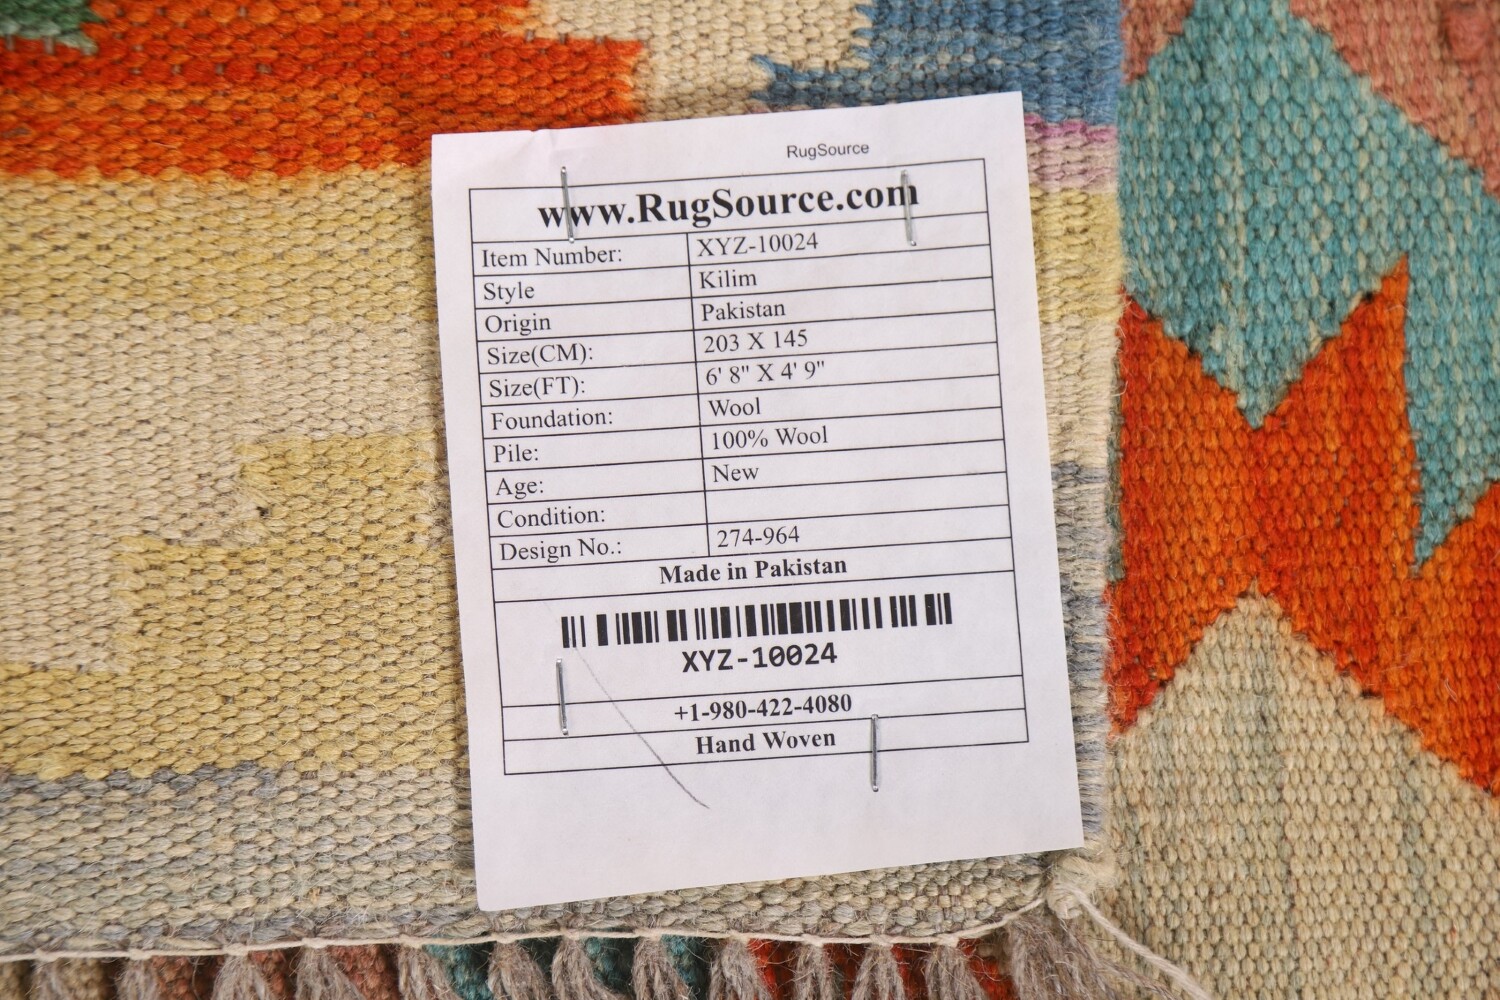 RugSource
www.RugSource.com
Item Number: XYZ-10024
Style Kilim
Origin Pakistan
Size(CM): 203 X 145
Size(FT): 6' 8" X 4' 9"
Foundation: Wool
Pile: 100% Wool
Age: New
Condition:
Design No.: 274-964
Made in Pakistan
XYZ-10024
+1-980-422-4080
Hand Woven